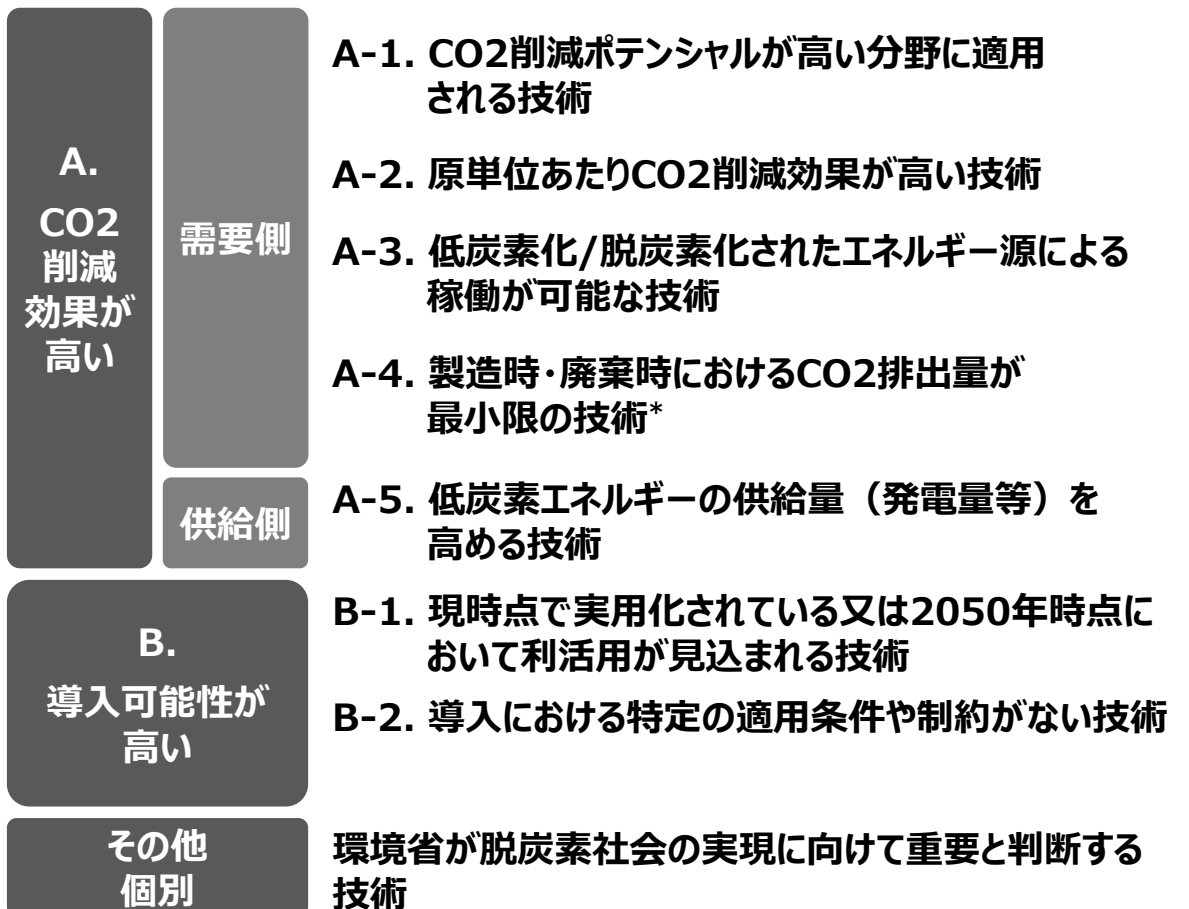 A.
CO2
削減
効果が
高い
需要側
A-1. CO2削減ポテンシャルが高い分野に適用
される技術
A-2. 原単位あたりCO2削減効果が高い技術
A-3. 低炭素化/脱炭素化されたエネルギー源による
稼働が可能な技術
A-4. 製造時・廃棄時におけるCO2排出量が
最小限の技術*
供給側
A-5. 低炭素エネルギーの供給量（発電量等）を
高める技術
B.
導入可能性が
高い
B-1. 現時点で実用化されている又は2050年時点に
おいて利活用が見込まれる技術
B-2. 導入における特定の適用条件や制約がない技術
その他
個別
環境省が脱炭素社会の実現に向けて重要と判断する
技術